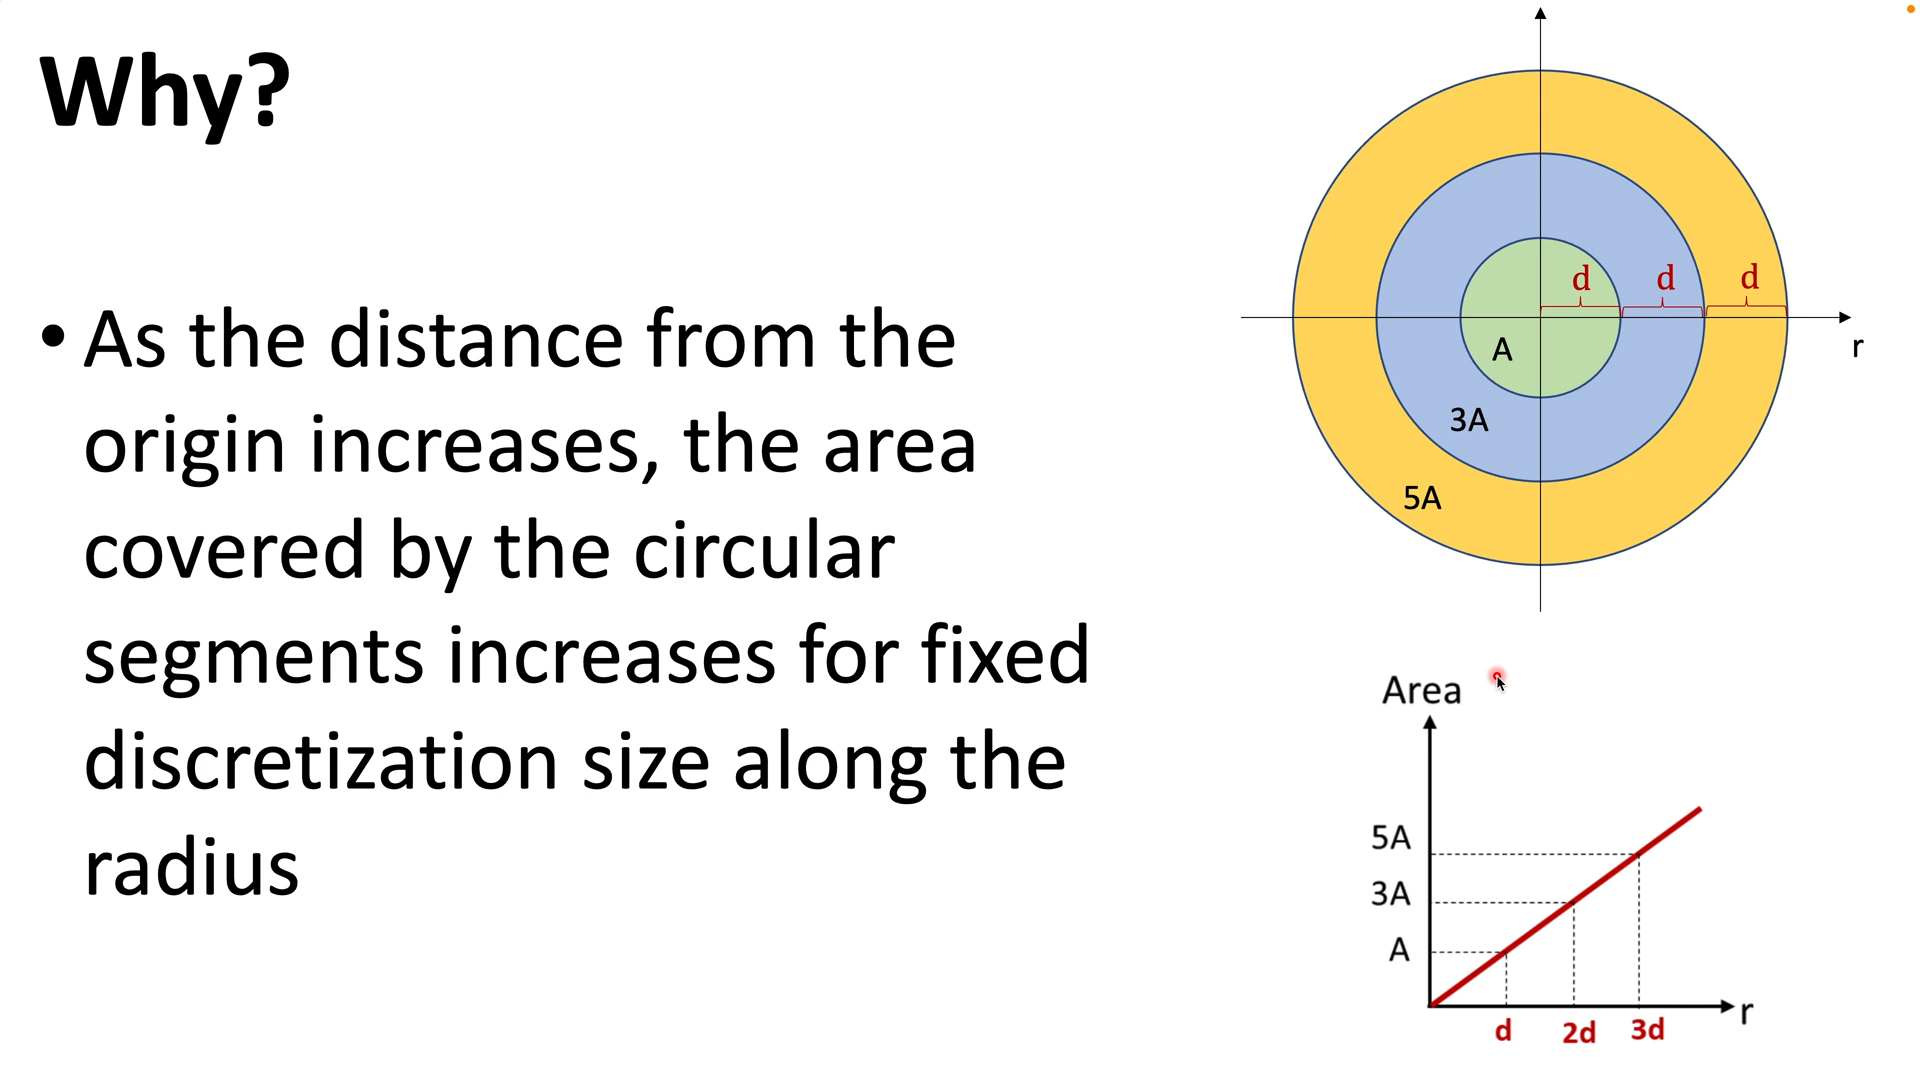 Why?
• As the distance from the
origin increases, the area
covered by the circular
segments increases for fixed
discretization size along the
radius
d d d
r
A
3A
5A
Area
5A
3A
A
r
d 2d 3d